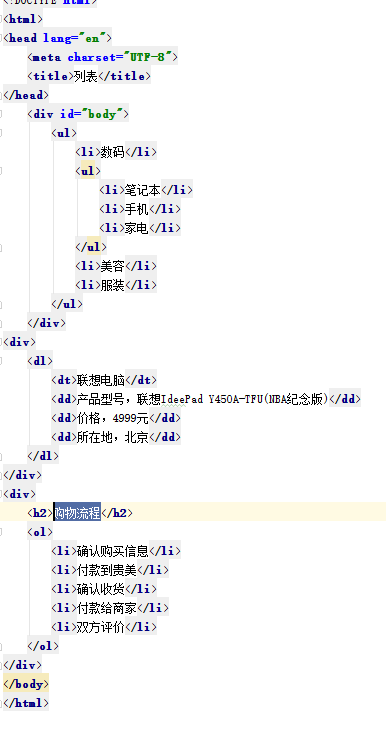 <!DOCTYPE html>
<html>
<head lang="en">
<meta charset="UTF-8">
<title>列表</title>
</head>
<div id="body">
<ul>
<li>数码</li>
<ul>
<li>笔记本</li>
<li>手机</li>
<li>家电</li>
</ul>
<li>美容</li>
<li>服装</li>
</ul>
</div>
<div>
<dl>
<dt>联想电脑</dt>
<dd>产品型号，联想IdeePad Y450A-TFU(NBA纪念版)</dd>
<dd>价格，4999元</dd>
<dd>所在地，北京</dd>
</dl>
</div>
<div>
<h2>购物流程</h2>
<ol>
<li>确认购买信息</li>
<li>付款到贵美</li>
<li>确认收货</li>
<li>付款给商家</li>
<li>双方评价</li>
</ol>
</div>
</body>
</html>